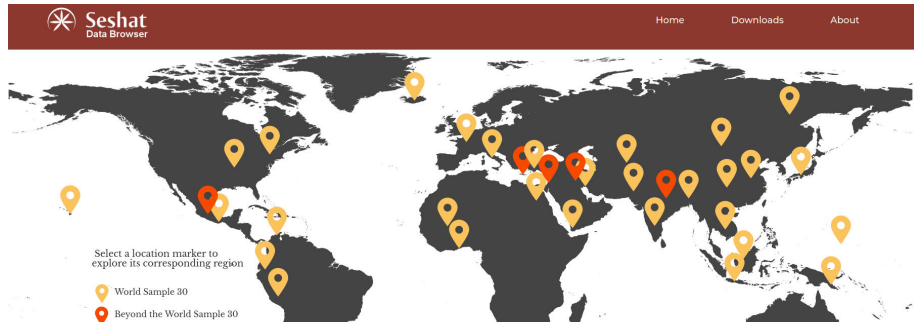 Seshat
Data Browser
Home Downloads About
Select a location marker to
explore its corresponding region
World Sample 30
Beyond the World Sample 30